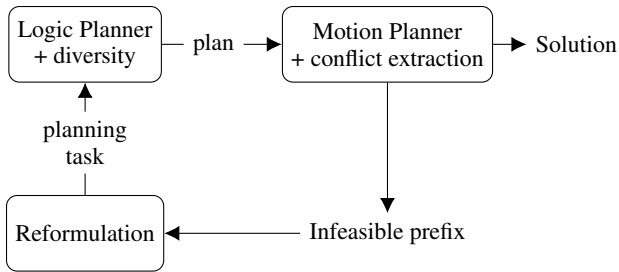 Logic Planner
+ diversity
plan
Motion Planner
+ conflict extraction
Solution
planning
task
Reformulation
Infeasible prefix